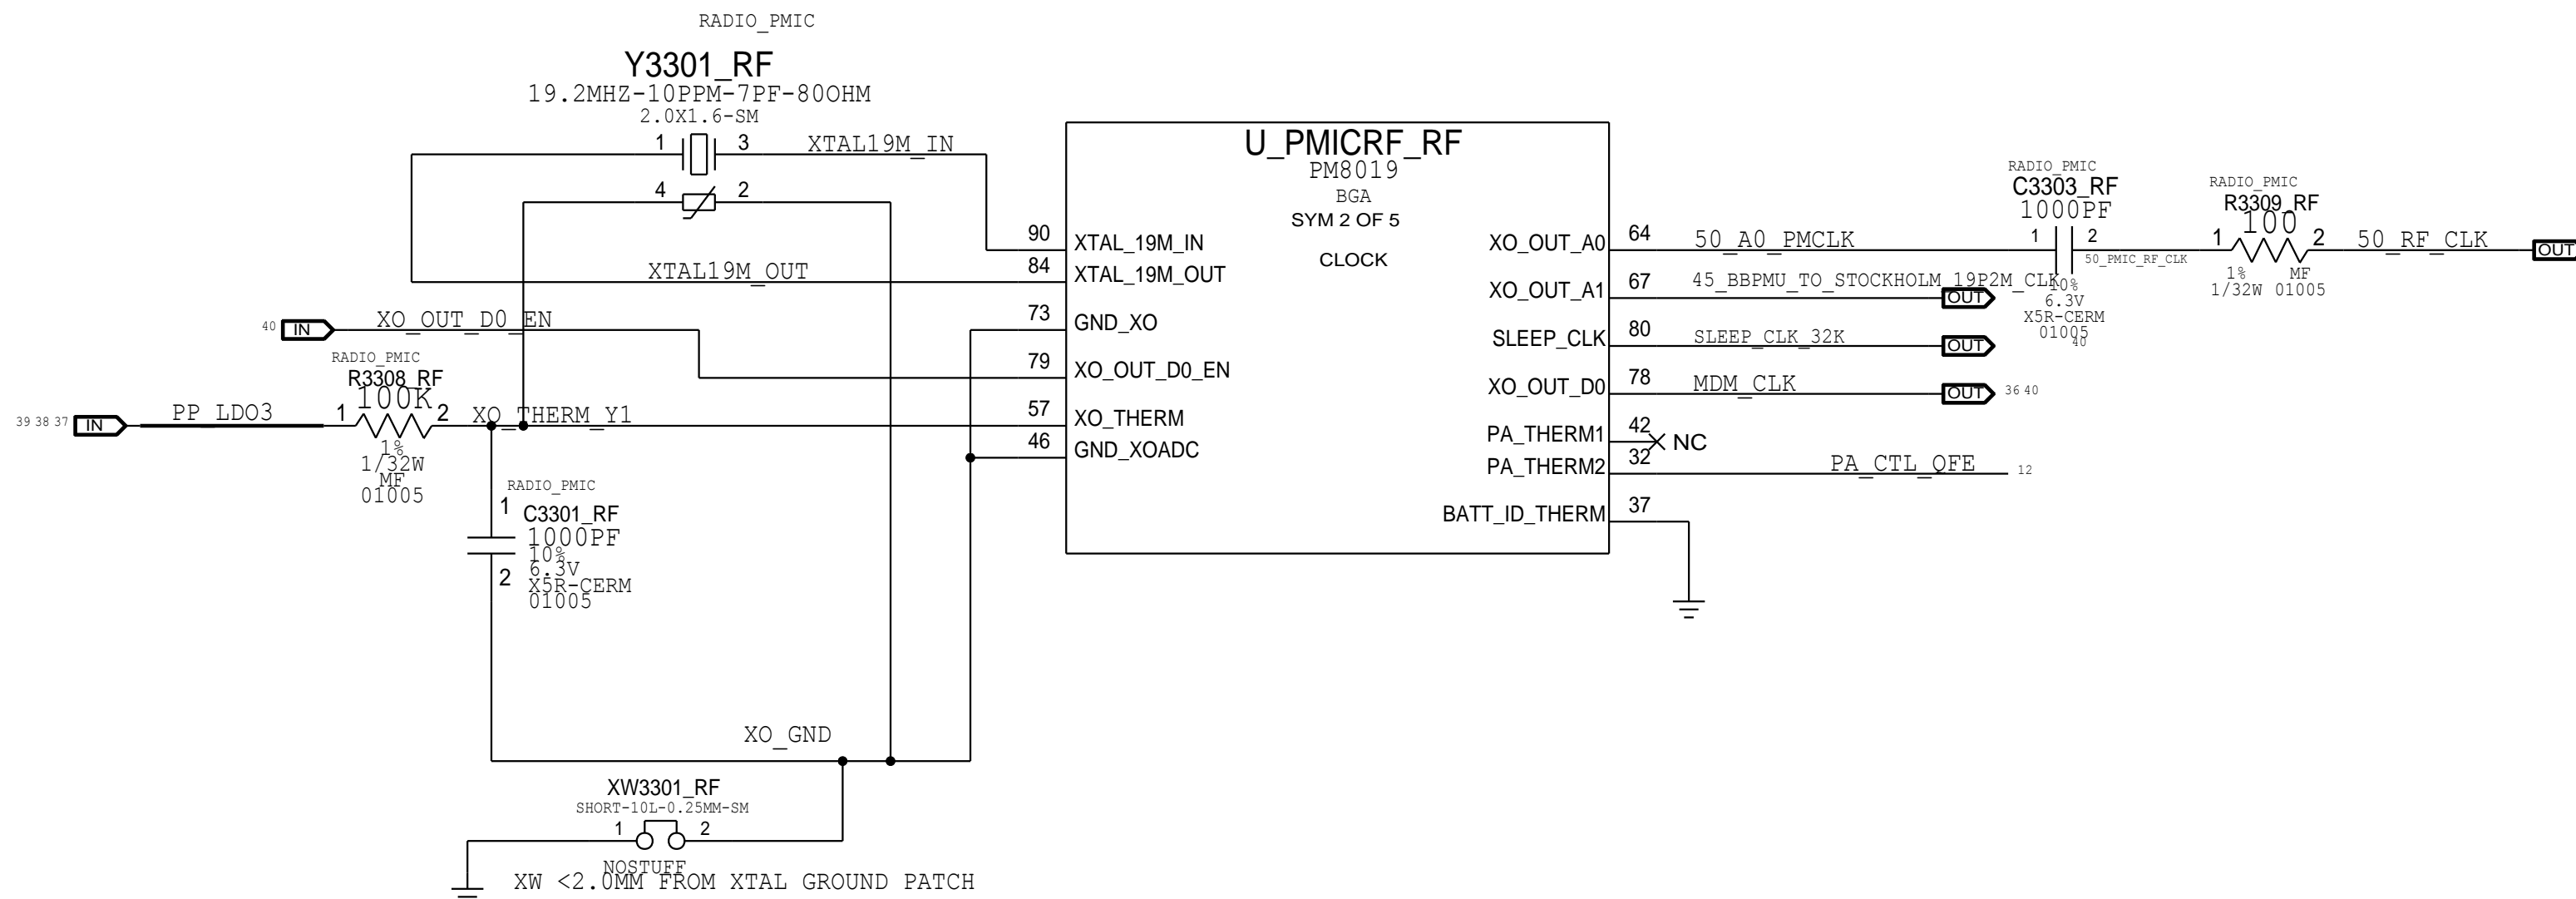 RADIO_PMIC
Y3301_RF
19.2MHZ-10PPM-7PF-80OHM
2.0X1.6-SM
1
3
XTAL19M_IN
4
2
XTAL19M_OUT
40
IN
XO_OUT_D0_EN
RADIO_PMIC
R3308_RF
100K
39 38 37
IN
PP_LDO3
1
2
XO_THERM_Y1
1%
1/32W
MF
01005
RADIO_PMIC
1
C3301_RF
1000PF
10%
6.3V
2
X5R-CERM
01005
XO_GND
XW3301_RF
SHORT-10L-0.25MM-SM
1
2
NOSTUFF
XW <2.0MM FROM XTAL GROUND PATCH
U_PMICRF_RF
PM8019
BGA
SYM 2 OF 5
CLOCK
90
XTAL_19M_IN
84
XTAL_19M_OUT
73
GND_XO
79
XO_OUT_D0_EN
57
XO_THERM
46
GND_XOADC
XO_OUT_A0
64
50_A0_PMCLK
XO_OUT_A1
67
45_BBPMU_TO_STOCKHOLM_19P2M_CLK
OUT
SLEEP_CLK
80
SLEEP_CLK_32K
OUT
40
XO_OUT_D0
78
MDM_CLK
OUT
36 40
PA_THERM1
42
NC
PA_THERM2
32
PA_CTL_QFE
12
BATT_ID_THERM
37
RADIO_PMIC
C3303_RF
1000PF
1
2
50_PMIC_RF_CLK
10%
6.3V
X5R-CERM
01005
RADIO_PMIC
R3309_RF
100
1
2
1%
MF
1/32W 01005
50_RF_CLK
OUT